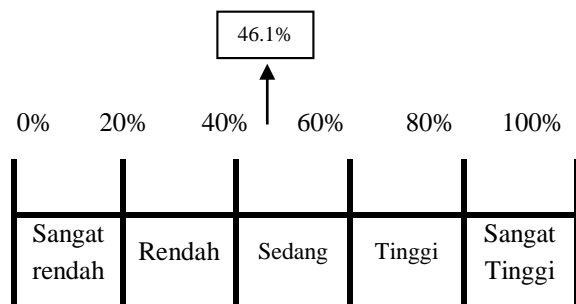 46.1%
0% 20% 40% 60% 80% 100%
Sangat
rendah
Rendah
Sedang
Tinggi
Sangat
Tinggi